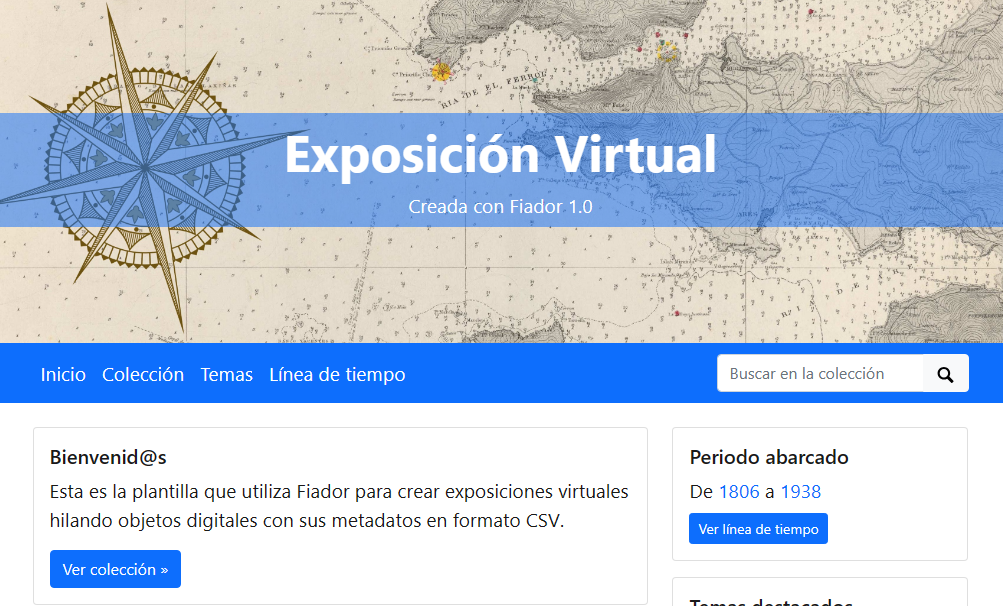 RIA DE EL FERROL
Exposición Virtual
Creada con Fiador 1.0
Inicio Colección Temas Línea de tiempo
Buscar en la colección
Bienvenid@s
Esta es la plantilla que utiliza Fiador para crear exposiciones virtuales
hilando objetos digitales con sus metadatos en formato CSV.
Ver colección »
Periodo abarcado
De 1806 a 1938
Ver línea de tiempo
Temas destacados